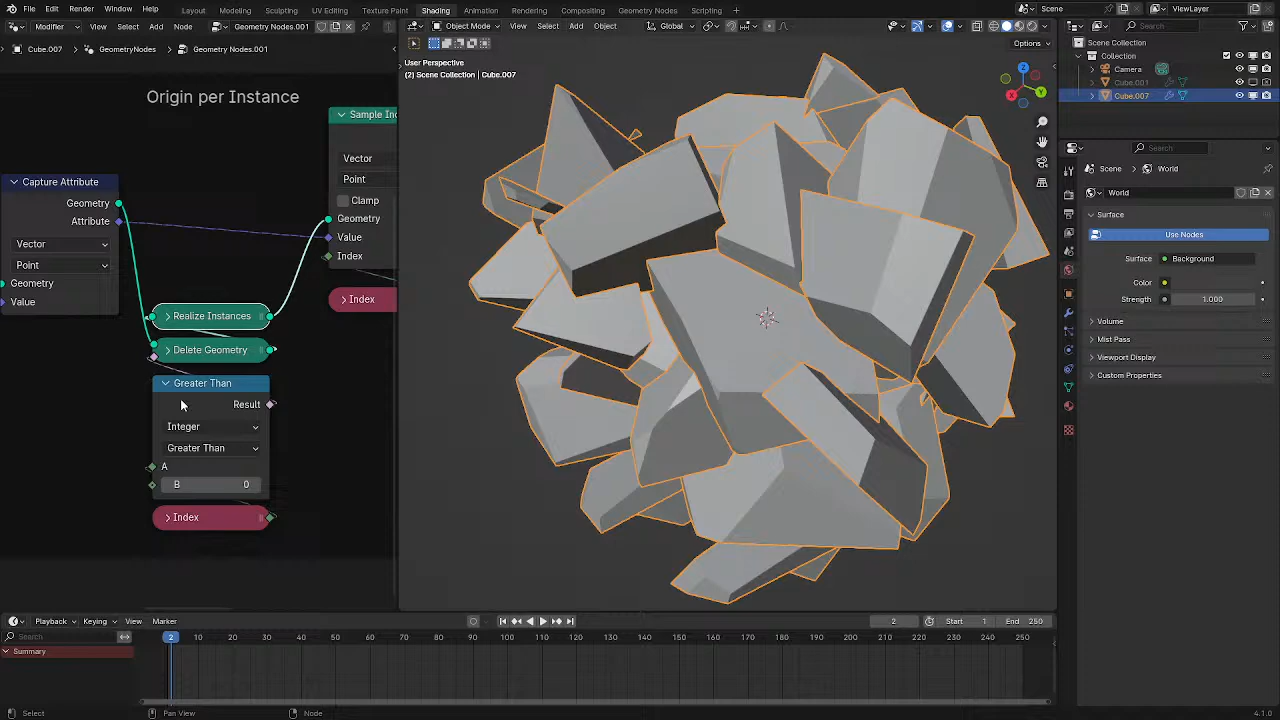 File Edit Render Window Help Layout Modeling Sculpting UV Editing Texture Paint Shading Animation Rendering Compositing Geometry Nodes Scripting Scene ViewLayer
Modifier View Select Add Node Geometry Nodes.001 Object Mode View Select Add Object Global Search
Cube.007 GeometryNodes Geometry Nodes.001 Options
User Perspective
(2) Scene Collection | Cube.007
Scene Collection
Collection
Camera
Cube.001
Cube.007
Origin per Instance
Sample Ind
Vector
Point
Clamp
Geometry
Value
Index
Index
Capture Attribute
Geometry
Attribute
Vector
Point
Geometry
Value
Realize Instances
Delete Geometry
Greater Than
Result
Integer
Greater Than
A
B 0
Index
Z
Y
X
Search
Scene World
World
Surface
Use Nodes
Surface Background
Color
Strength 1.000
Volume
Mist Pass
Viewport Display
Custom Properties
Playback Keying View Marker 2 Start 1 End 250
Search 2 10 20 30 40 50 60 70 80 90 100 110 120 130 140 150 160 170 180 190 200 210 220 230 240 250
Summary
Select Pan View Node 4.1.0